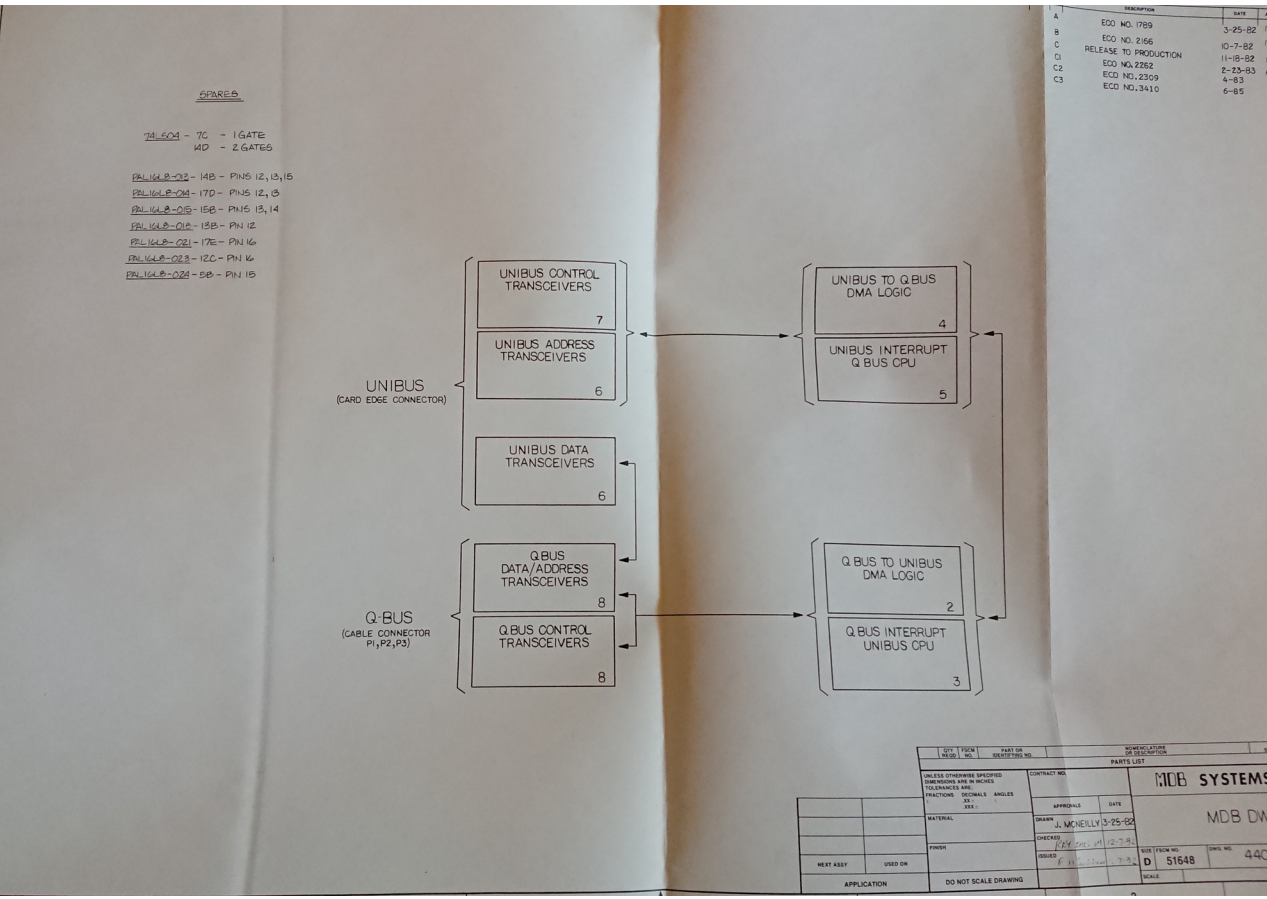 DESCRIPTION DATE
A ECO NO. 1789 3-25-82
B ECO NO. 2166 10-7-82
C RELEASE TO PRODUCTION 11-18-82
C1 ECO NO. 2262 2-23-83
C2 ECO NO. 2309 4-83
C3 ECO NO. 3410 6-85
SPARES
74LS04 - 7C - 1 GATE
14D - 2 GATES
PAL16L8-013 - 14B - PINS 12,13,15
PAL16L8-014 - 17D - PINS 12,13
PAL16L8-015 - 15B - PINS 13,14
PAL16L8-018 - 13B - PIN 12
PAL16L8-021 - 17E - PIN 16
PAL16L8-023 - 12C - PIN 16
PAL16L8-024 - 5B - PIN 15
UNIBUS CONTROL
TRANSCEIVERS
7
UNIBUS ADDRESS
TRANSCEIVERS
6
UNIBUS
(CARD EDGE CONNECTOR)
UNIBUS DATA
TRANSCEIVERS
6
UNIBUS TO Q BUS
DMA LOGIC
4
UNIBUS INTERRUPT
Q BUS CPU
5
Q BUS
DATA/ADDRESS
TRANSCEIVERS
8
Q-BUS
(CABLE CONNECTOR
P1,P2,P3)
Q BUS CONTROL
TRANSCEIVERS
8
Q BUS TO UNIBUS
DMA LOGIC
2
Q BUS INTERRUPT
UNIBUS CPU
3
QTY REQD
FSCM NO.
PART OR IDENTIFYING NO.
NOMENCLATURE OR DESCRIPTION
PARTS LIST
UNLESS OTHERWISE SPECIFIED
DIMENSIONS ARE IN INCHES
TOLERANCES ARE:
FRACTIONS DECIMALS ANGLES
.XX
.XXX
CONTRACT NO.
MDB SYSTEMS
APPROVALS DATE
MATERIAL
DRAWN J. MCNEILLY 3-25-82
MDB DW
CHECKED
FINISH
ISSUED
SIZE D
FSCM NO. 51648
DWG. NO. 440
NEXT ASSY USED ON
APPLICATION
DO NOT SCALE DRAWING
SCALE